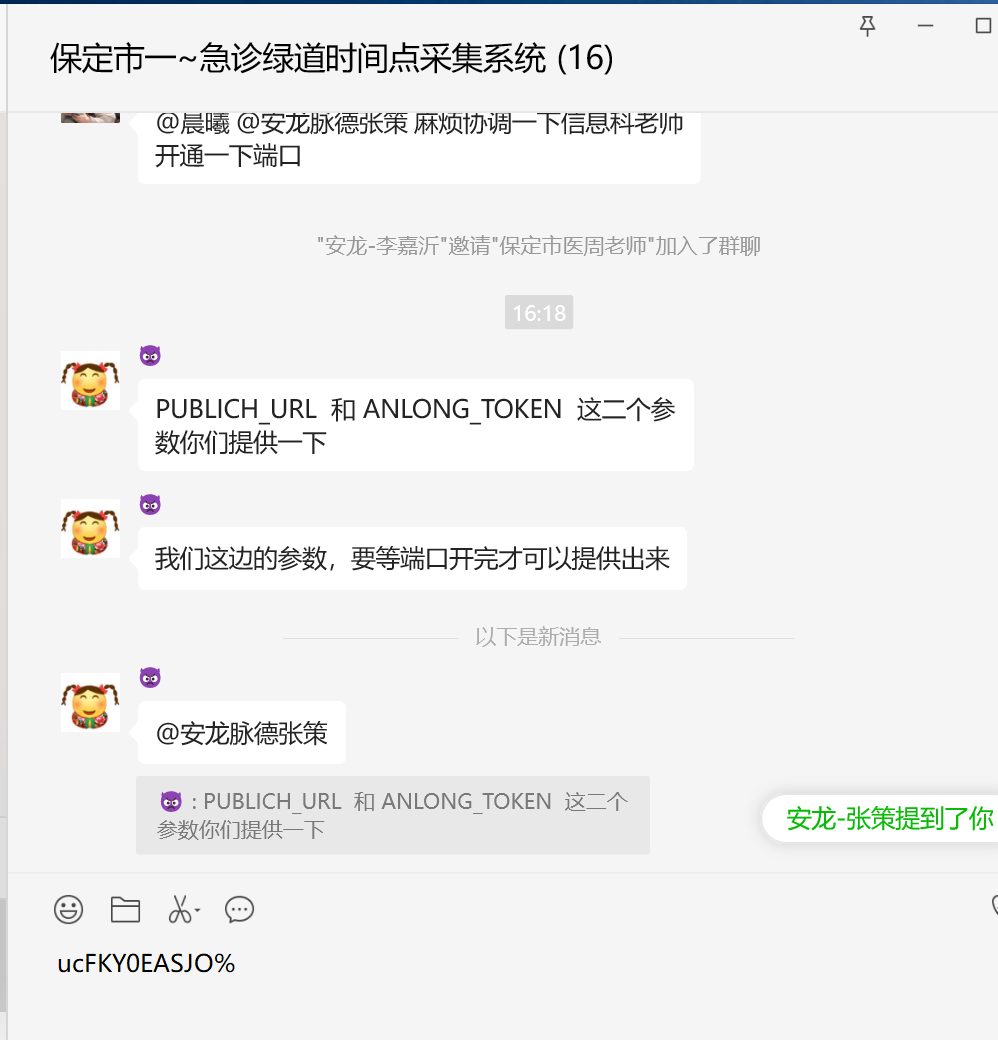 保定市一~急诊绿道时间点采集系统 (16)
@晨曦 @安龙脉德张策 麻烦协调一下信息科老师
开通一下端口
"安龙-李嘉沂"邀请"保定市医周老师"加入了群聊
16:18
PUBLICH_URL 和 ANLONG_TOKEN 这二个参
数你们提供一下
我们这边的参数，要等端口开完才可以提供出来
以下是新消息
@安龙脉德张策
: PUBLICH_URL 和 ANLONG_TOKEN 这二个
参数你们提供一下
安龙-张策提到了你
ucFKY0EASJO%